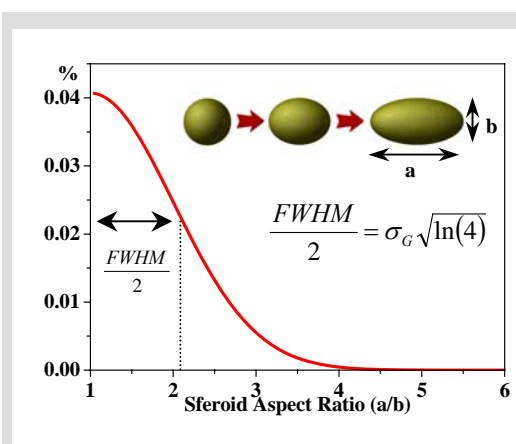 %
0.04
0.03
0.02
0.01
0.00
1 2 3 4 5 6
b
a
FWHM/2 = σ_G √ln(4)
FWHM/2
Sferoid Aspect Ratio (a/b)